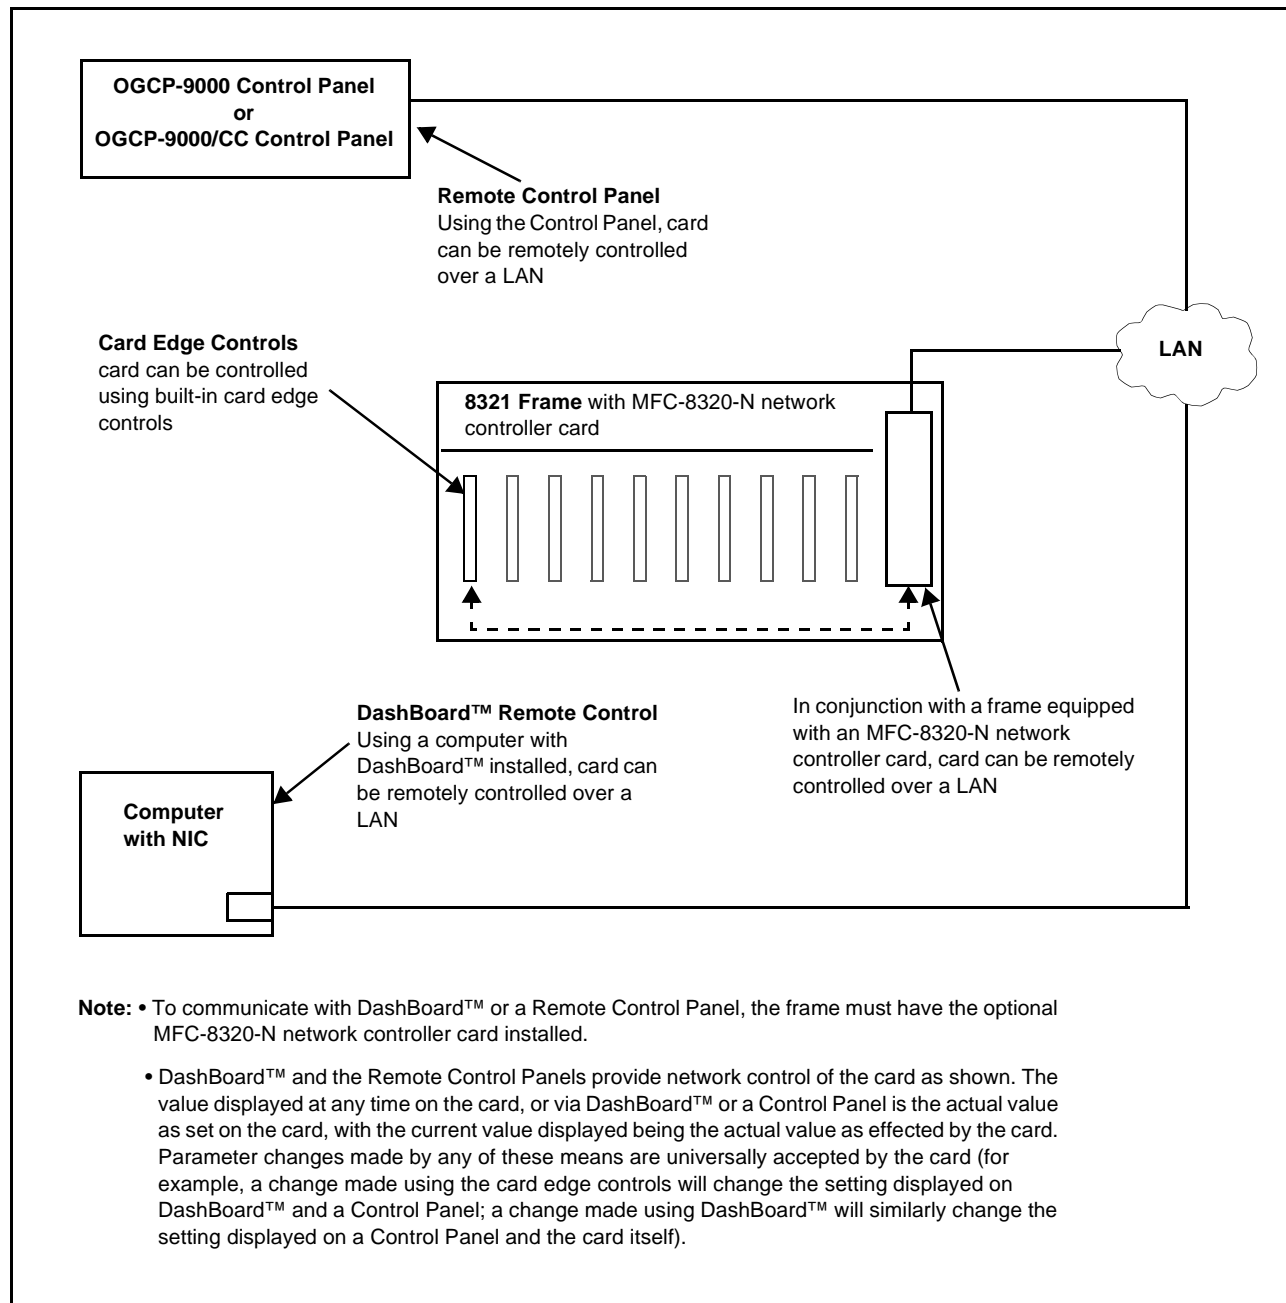 OGCP-9000 Control Panel
or
OGCP-9000/CC Control Panel
Remote Control Panel
Using the Control Panel, card
can be remotely controlled
over a LAN
LAN
Card Edge Controls
card can be controlled
using built-in card edge
controls
8321 Frame with MFC-8320-N network
controller card
DashBoard™ Remote Control
Using a computer with
DashBoard™ installed, card can
be remotely controlled over a
LAN
In conjunction with a frame equipped
with an MFC-8320-N network
controller card, card can be remotely
controlled over a LAN
Computer
with NIC
Note: • To communicate with DashBoard™ or a Remote Control Panel, the frame must have the optional
MFC-8320-N network controller card installed.
• DashBoard™ and the Remote Control Panels provide network control of the card as shown. The
value displayed at any time on the card, or via DashBoard™ or a Control Panel is the actual value
as set on the card, with the current value displayed being the actual value as effected by the card.
Parameter changes made by any of these means are universally accepted by the card (for
example, a change made using the card edge controls will change the setting displayed on
DashBoard™ and a Control Panel; a change made using DashBoard™ will similarly change the
setting displayed on a Control Panel and the card itself).